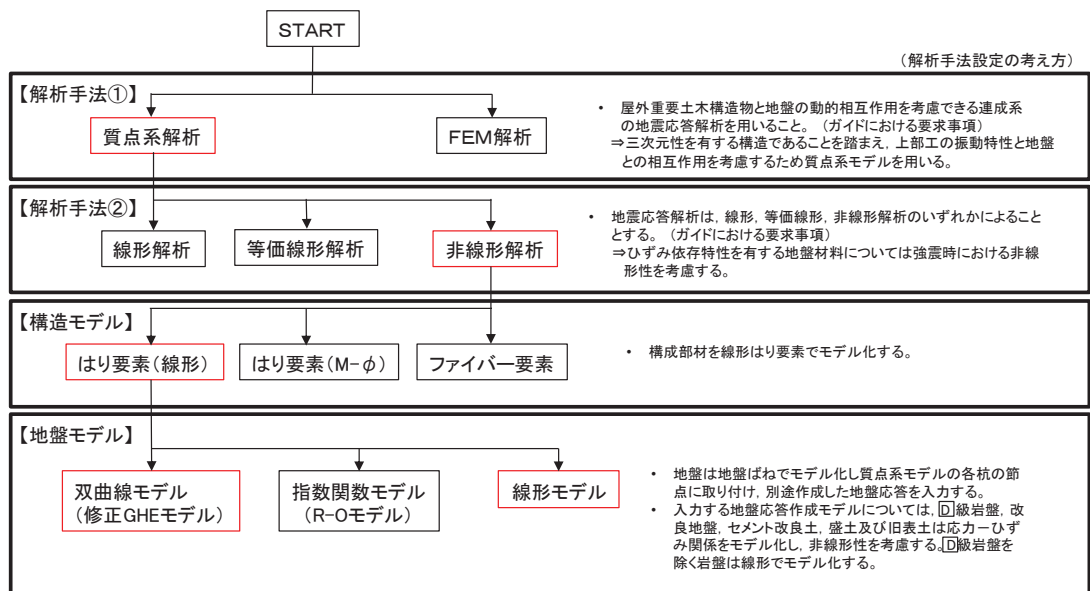 START
（解析手法設定の考え方）
【解析手法①】
質点系解析
FEM解析
・ 屋外重要土木構造物と地盤の動的相互作用を考慮できる連成系
の地震応答解析を用いること。（ガイドにおける要求事項）
⇒三次元性を有する構造であることを踏まえ，上部工の振動特性と地盤
との相互作用を考慮するため質点系モデルを用いる。
【解析手法②】
線形解析
等価線形解析
非線形解析
・ 地震応答解析は，線形，等価線形，非線形解析のいずれかによること
とする。（ガイドにおける要求事項）
⇒ひずみ依存特性を有する地盤材料については強震時における非線
形性を考慮する。
【構造モデル】
はり要素（線形）
はり要素（M-φ）
ファイバー要素
・ 構成部材を線形はり要素でモデル化する。
【地盤モデル】
双曲線モデル
（修正GHEモデル）
指数関数モデル
（R-Oモデル）
線形モデル
・ 地盤は地盤ばねでモデル化し質点系モデルの各杭の節
点に取り付け，別途作成した地盤応答を入力する。
・ 入力する地盤応答作成モデルについては，D級岩盤，改
良地盤，セメント改良土，盛土及び旧表土は応力ーひず
み関係をモデル化し，非線形性を考慮する。D級岩盤を
除く岩盤は線形でモデル化する。